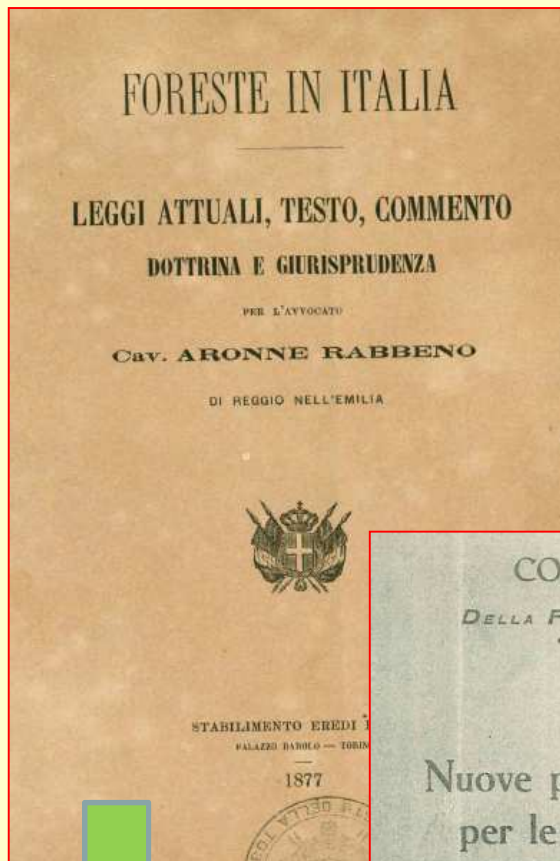 FORESTE IN ITALIA
LEGGI ATTUALI, TESTO, COMMENTO
DOTTRINA E GIURISPRUDENZA
PER L'AVVOCATO
Cav. ARONNE RABBENO
DI REGGIO NELL'EMILIA
STABILIMENTO EREDI
PALAZZO BAROLO — TORIN
1877
DELLA
CO
DELLA F
Nuove p
per le